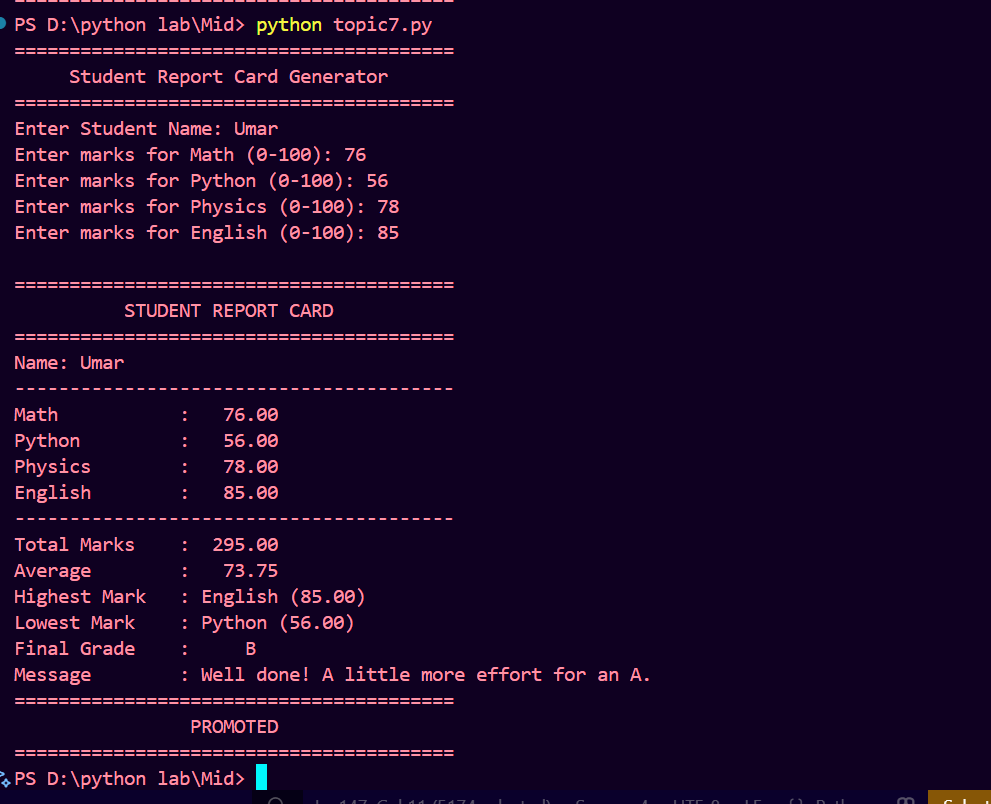 ========================================
PS D:\python lab\Mid> python topic7.py
========================================
     Student Report Card Generator
========================================
Enter Student Name: Umar
Enter marks for Math (0-100): 76
Enter marks for Python (0-100): 56
Enter marks for Physics (0-100): 78
Enter marks for English (0-100): 85

========================================
          STUDENT REPORT CARD
========================================
Name: Umar
----------------------------------------
Math           :   76.00
Python         :   56.00
Physics        :   78.00
English        :   85.00
----------------------------------------
Total Marks    :  295.00
Average        :   73.75
Highest Mark   : English (85.00)
Lowest Mark    : Python (56.00)
Final Grade    :     B
Message        : Well done! A little more effort for an A.
========================================
                PROMOTED
========================================
PS D:\python lab\Mid>